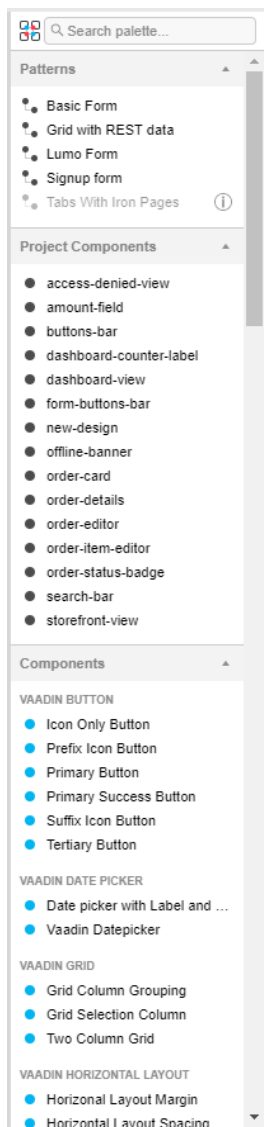 Search palette...
Patterns
Basic Form
Grid with REST data
Lumo Form
Signup form
Tabs With Iron Pages
Project Components
access-denied-view
amount-field
buttons-bar
dashboard-counter-label
dashboard-view
form-buttons-bar
new-design
offline-banner
order-card
order-details
order-editor
order-item-editor
order-status-badge
search-bar
storefront-view
Components
VAADIN BUTTON
Icon Only Button
Prefix Icon Button
Primary Button
Primary Success Button
Suffix Icon Button
Tertiary Button
VAADIN DATE PICKER
Date picker with Label and ...
Vaadin Datepicker
VAADIN GRID
Grid Column Grouping
Grid Selection Column
Two Column Grid
VAADIN HORIZONTAL LAYOUT
Horizonal Layout Margin
Horizontal Layout Spacing